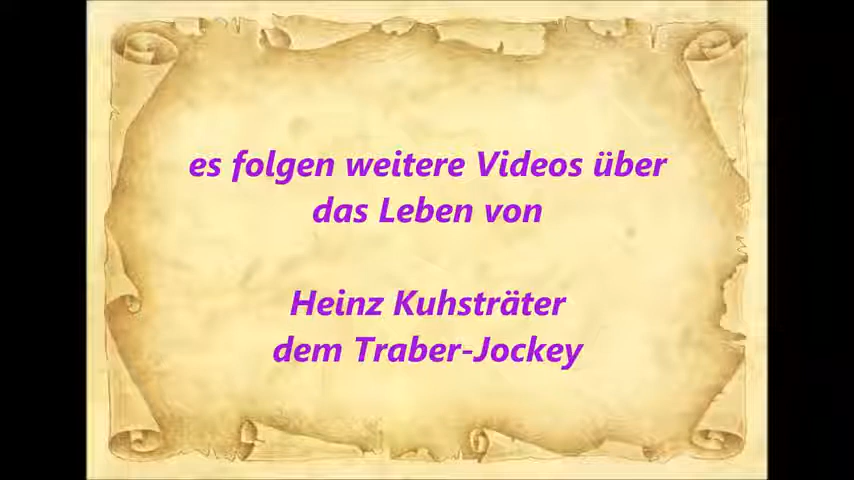 es folgen weitere Videos über
das Leben von
Heinz Kuhsträter
dem Traber-Jockey